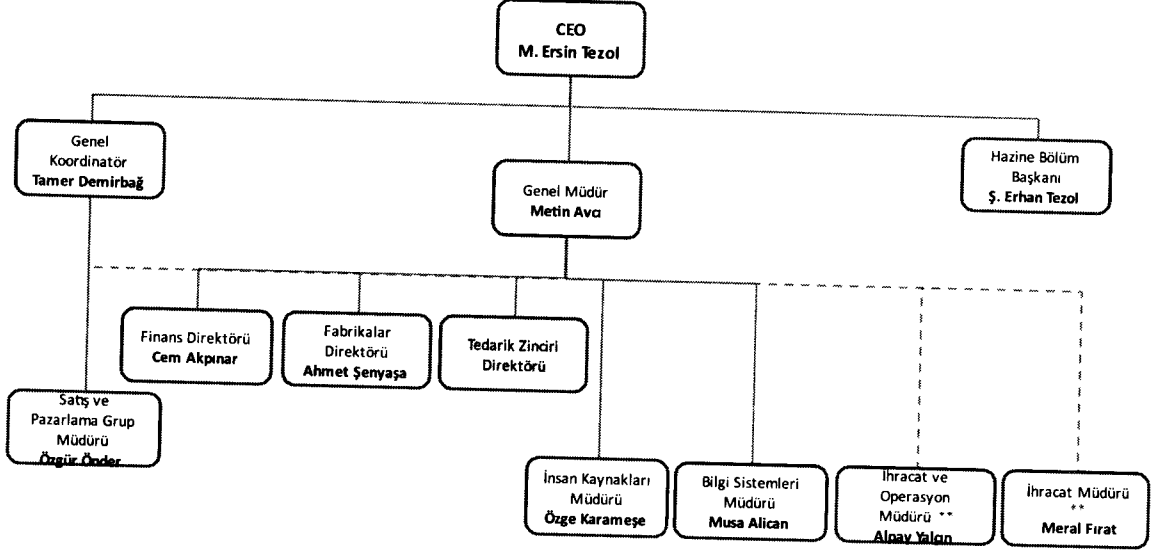 CEO
M. Ersin Tezol
Genel
Koordinatör
Tamer Demirbağ
Genel Müdür
Metin Avcı
Hazine Bölüm
Başkanı
Ş. Erhan Tezol
Finans Direktörü
Cem Akpınar
Fabrikalar
Direktörü
Ahmet Şenyaşa
Tedarik Zinciri
Direktörü
Satış ve
Pazarlama Grup
Müdürü
Özgür Önder
İnsan Kaynakları
Müdürü
Özge Karameşe
Bilgi Sistemleri
Müdürü
Musa Alican
İhracat ve
Operasyon
Müdürü **
Alpay Yalçın
İhracat Müdürü
**
Meral Fırat